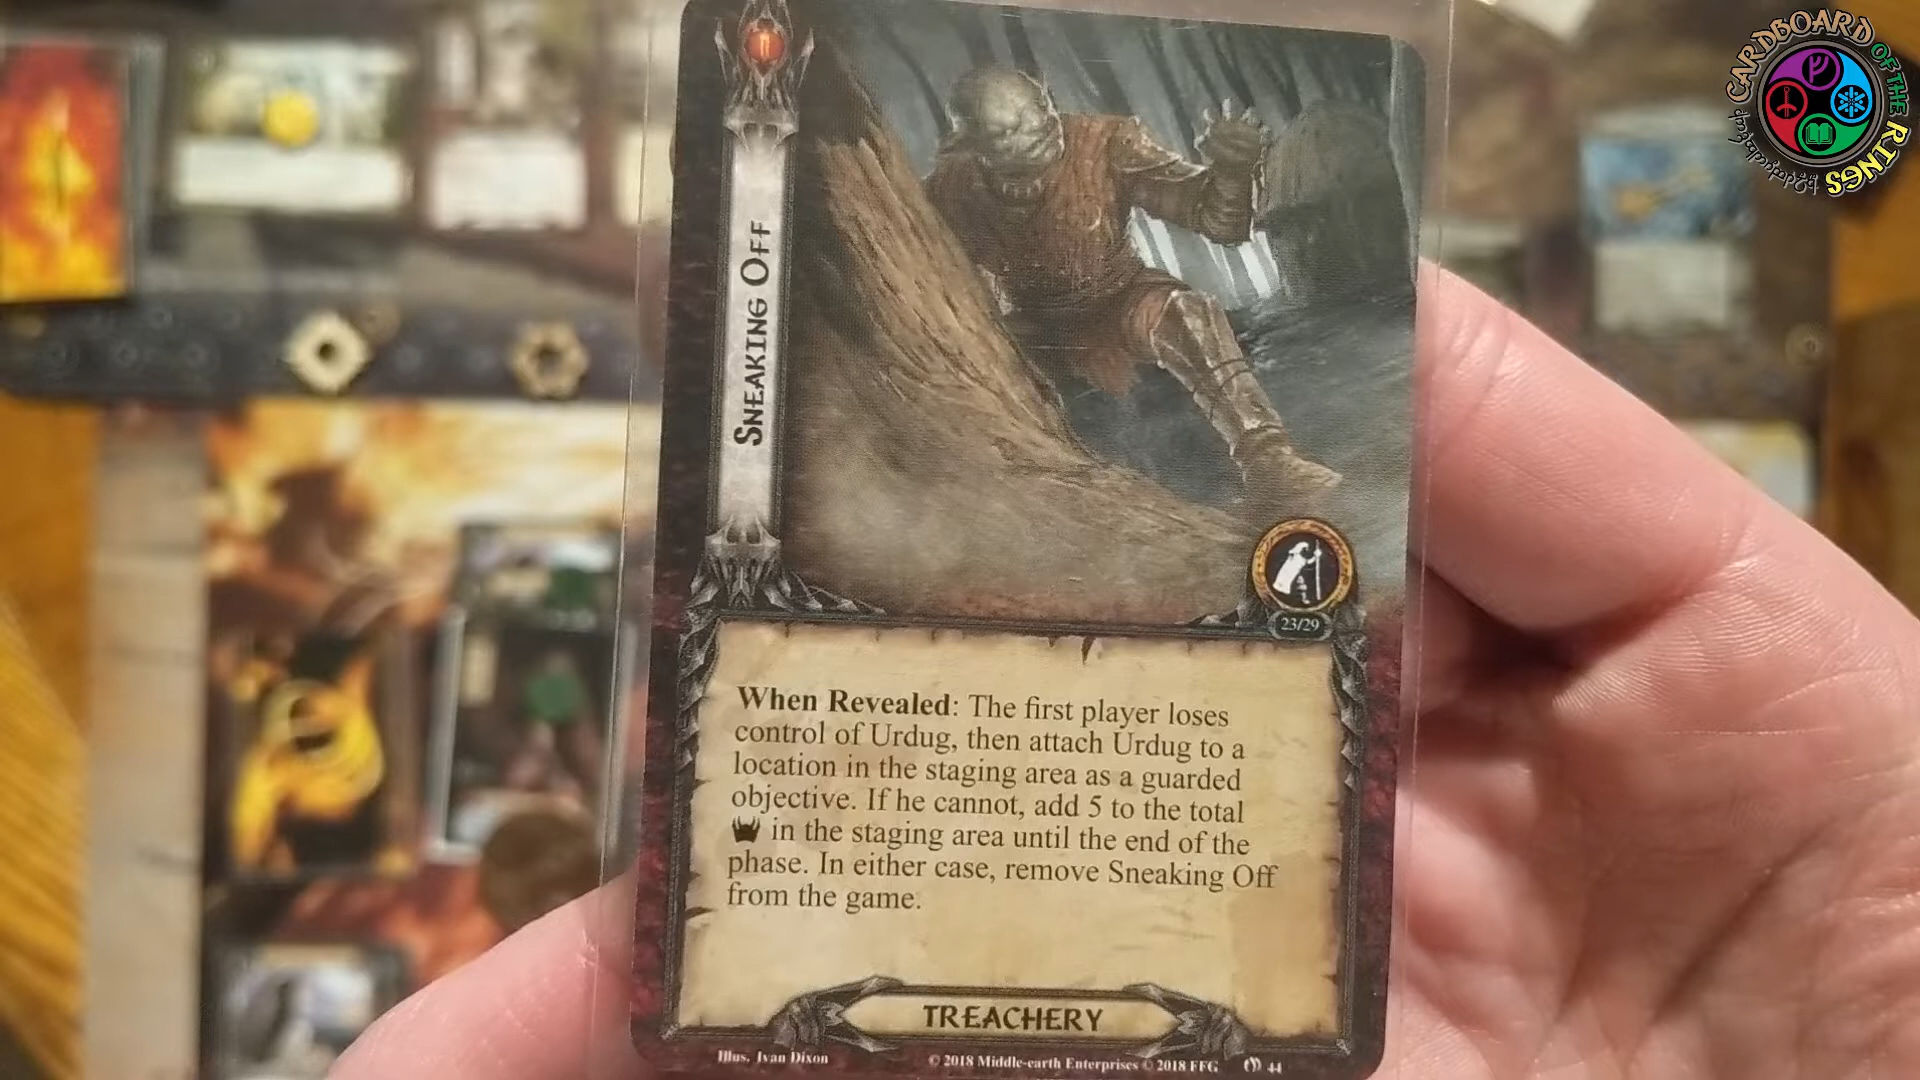 CARDBOARD OF THE RINGS
SNEAKING OFF
23/29
When Revealed: The first player loses
control of Urdug, then attach Urdug to a
location in the staging area as a guarded
objective. If he cannot, add 5 to the total
in the staging area until the end of the
phase. In either case, remove Sneaking Off
from the game.
TREACHERY
Illus. Ivan Dixon
© 2018 Middle-earth Enterprises © 2018 FFG
44